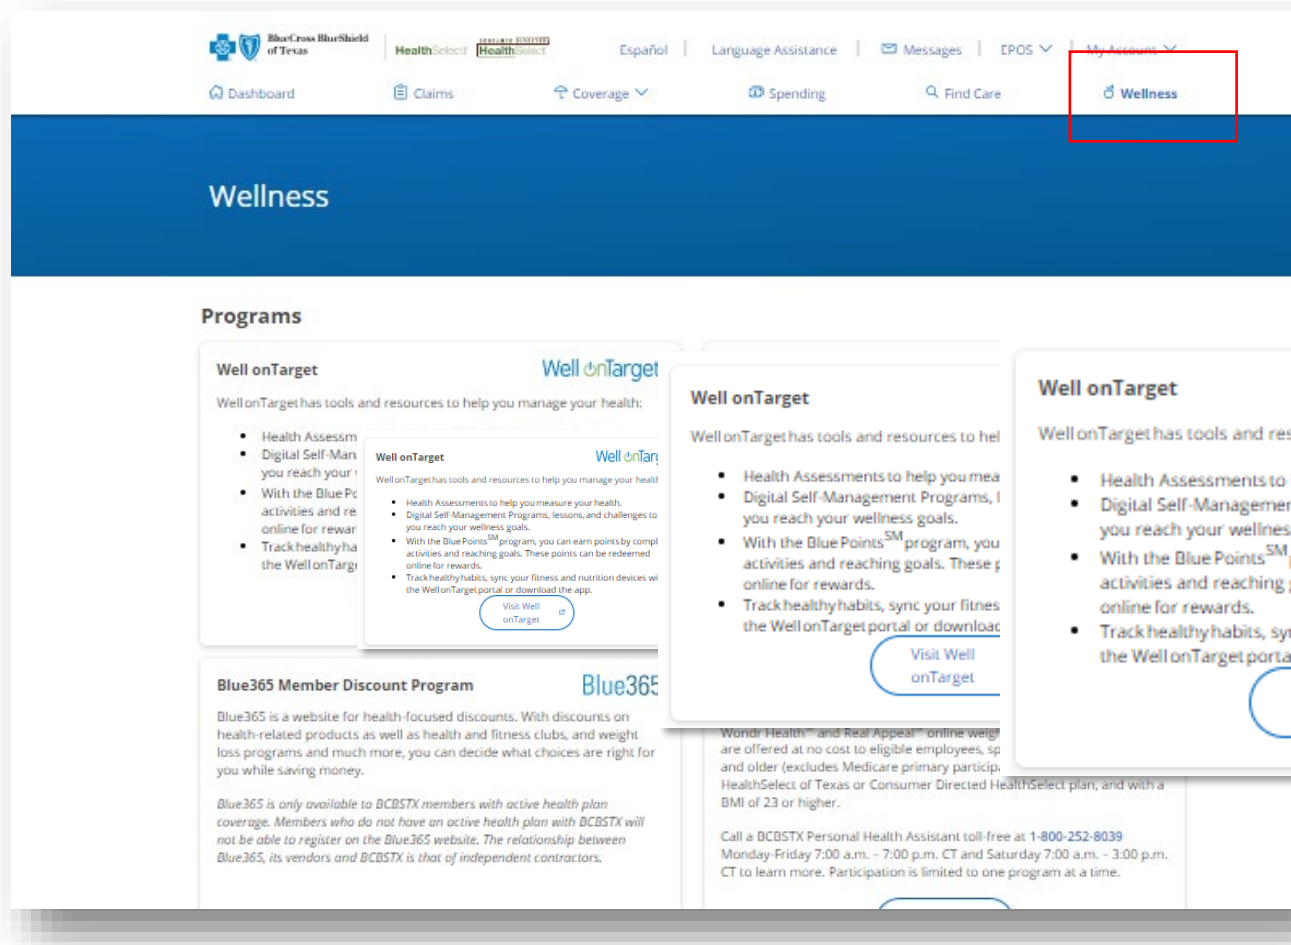 BlueCross BlueShield
of Texas
HealthSelect
CONSUMER DIRECTED
HealthSelect
Español
Language Assistance
Messages
EPOS
My Account
Dashboard
Claims
Coverage
Spending
Find Care
Wellness
Wellness
Programs
Well onTarget
Well onTarget
Well onTarget has tools and resources to help you manage your health:
Health Assessm
Digital Self-Man
you reach your
With the Blue Po
activities and re
online for rewar
Track healthy ha
the Well onTarge
Well onTarget
Well onTar
Well onTarget has tools and resources to help you manage your healt
Health Assessments to help you measure your health.
Digital Self-Management Programs, lessons, and challenges to
you reach your wellness goals.
With the Blue Points℠ program, you can earn points by compl
activities and reaching goals. These points can be redeemed
online for rewards.
Track healthy habits, sync your fitness and nutrition devices wi
the Well onTarget portal or download the app.
Visit Well
onTarget
Well onTarget
Well onTarget has tools and resources to hel
Health Assessments to help you mea
Digital Self-Management Programs, l
you reach your wellness goals.
With the Blue Points℠ program, you
activities and reaching goals. These p
online for rewards.
Track healthy habits, sync your fitnes
the Well onTarget portal or download
Visit Well
onTarget
Well onTarget
Well onTarget has tools and res
Health Assessments to
Digital Self-Managemen
you reach your wellnes
With the Blue Points℠
activities and reaching
online for rewards.
Track healthy habits, syn
the Well onTarget porta
Blue365 Member Discount Program
Blue365
Blue365 is a website for health-focused discounts. With discounts on
health-related products as well as health and fitness clubs, and weight
loss programs and much more, you can decide what choices are right for
you while saving money.
Blue365 is only available to BCBSTX members with active health plan
coverage. Members who do not have an active health plan with BCBSTX will
not be able to register on the Blue365 website. The relationship between
Blue365, its vendors and BCBSTX is that of independent contractors.
Wondr Health™ and Real Appeal™ online weig
are offered at no cost to eligible employees, sp
and older (excludes Medicare primary particip
HealthSelect of Texas or Consumer Directed HealthSelect plan, and with a
BMI of 23 or higher.
Call a BCBSTX Personal Health Assistant toll-free at 1-800-252-8039
Monday-Friday 7:00 a.m. – 7:00 p.m. CT and Saturday 7:00 a.m. – 3:00 p.m.
CT to learn more. Participation is limited to one program at a time.